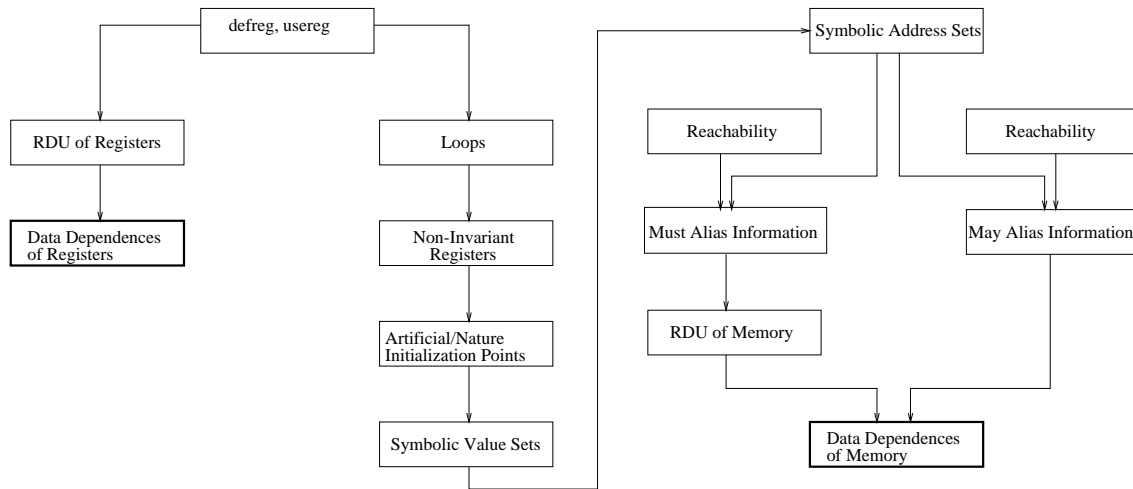 defreg, usereg
RDU of Registers
Data Dependences
of Registers
Loops
Non-Invariant
Registers
Artificial/Nature
Initialization Points
Symbolic Value Sets
Symbolic Address Sets
Reachability
Reachability
Must Alias Information
May Alias Information
RDU of Memory
Data Dependences
of Memory